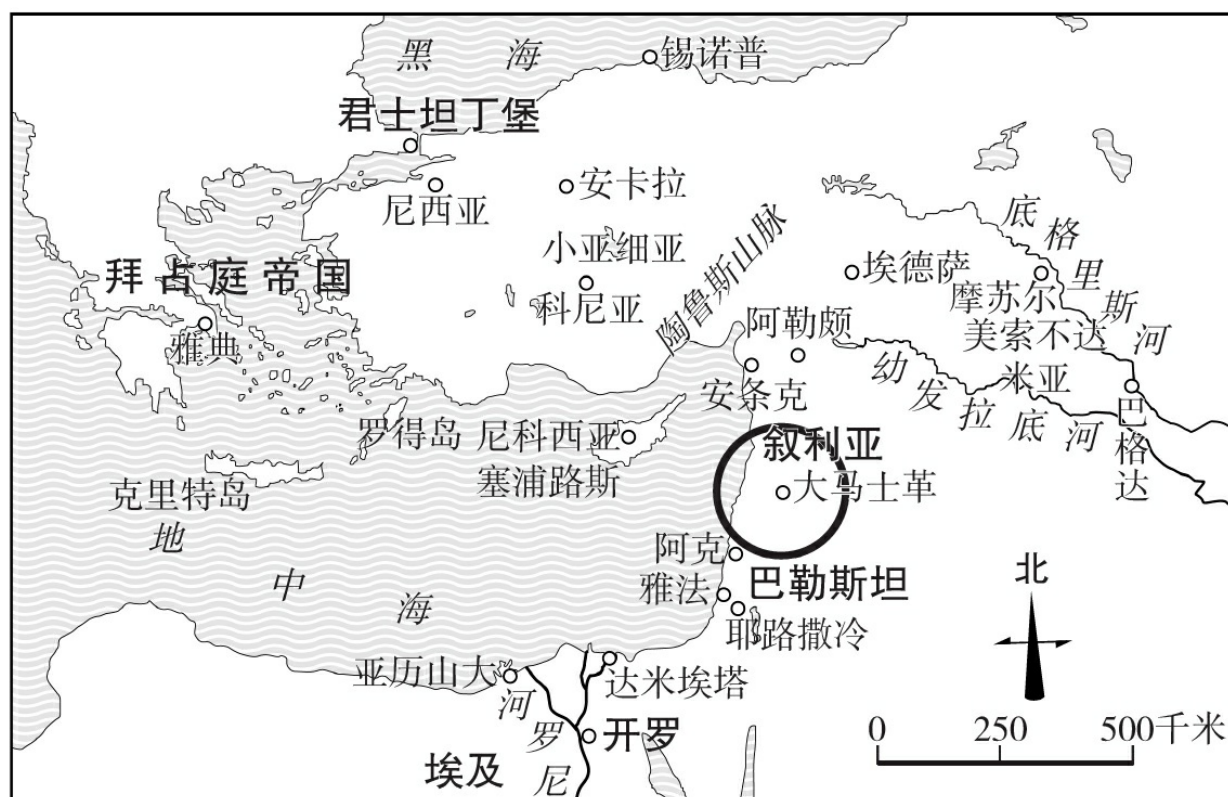 黑海
锡诺普
君士坦丁堡
尼西亚
安卡拉
小亚细亚
科尼亚
陶鲁斯山脉
拜占庭帝国
雅典
底格里斯河
埃德萨
摩苏尔
美索不达
米亚
阿勒颇
安条克
幼发拉底河
巴格达
罗得岛
尼科西亚
塞浦路斯
叙利亚
大马士革
克里特岛
地中海
阿克
雅法
巴勒斯坦
耶路撒冷
亚历山大
达米埃塔
河罗尼
开罗
埃及
北
0 250 500千米